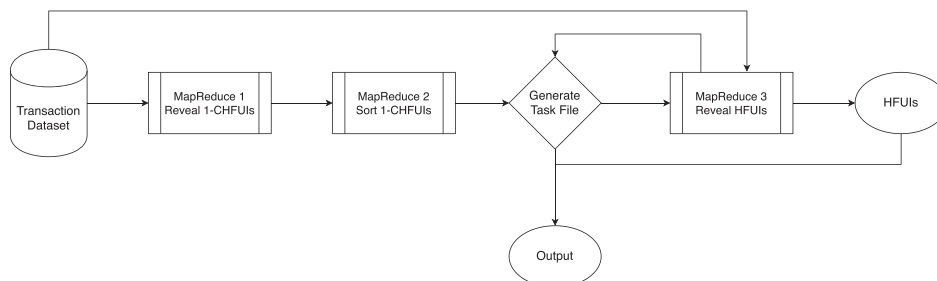 Transaction
Dataset
MapReduce 1
Reveal 1-CHFUIs
MapReduce 2
Sort 1-CHFUIs
Generate
Task File
MapReduce 3
Reveal HFUIs
HFUIs
Output